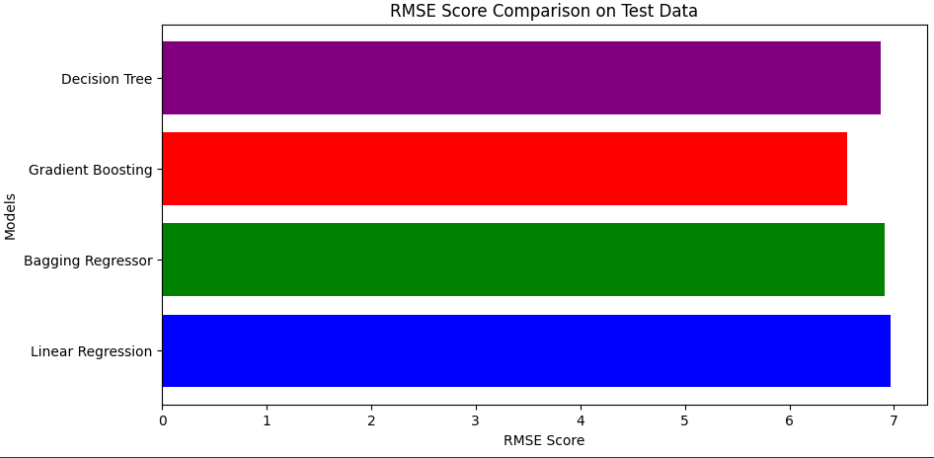 RMSE Score Comparison on Test Data
Decision Tree
Gradient Boosting
Models
Bagging Regressor
Linear Regression
0 1 2 3 4 5 6 7
RMSE Score